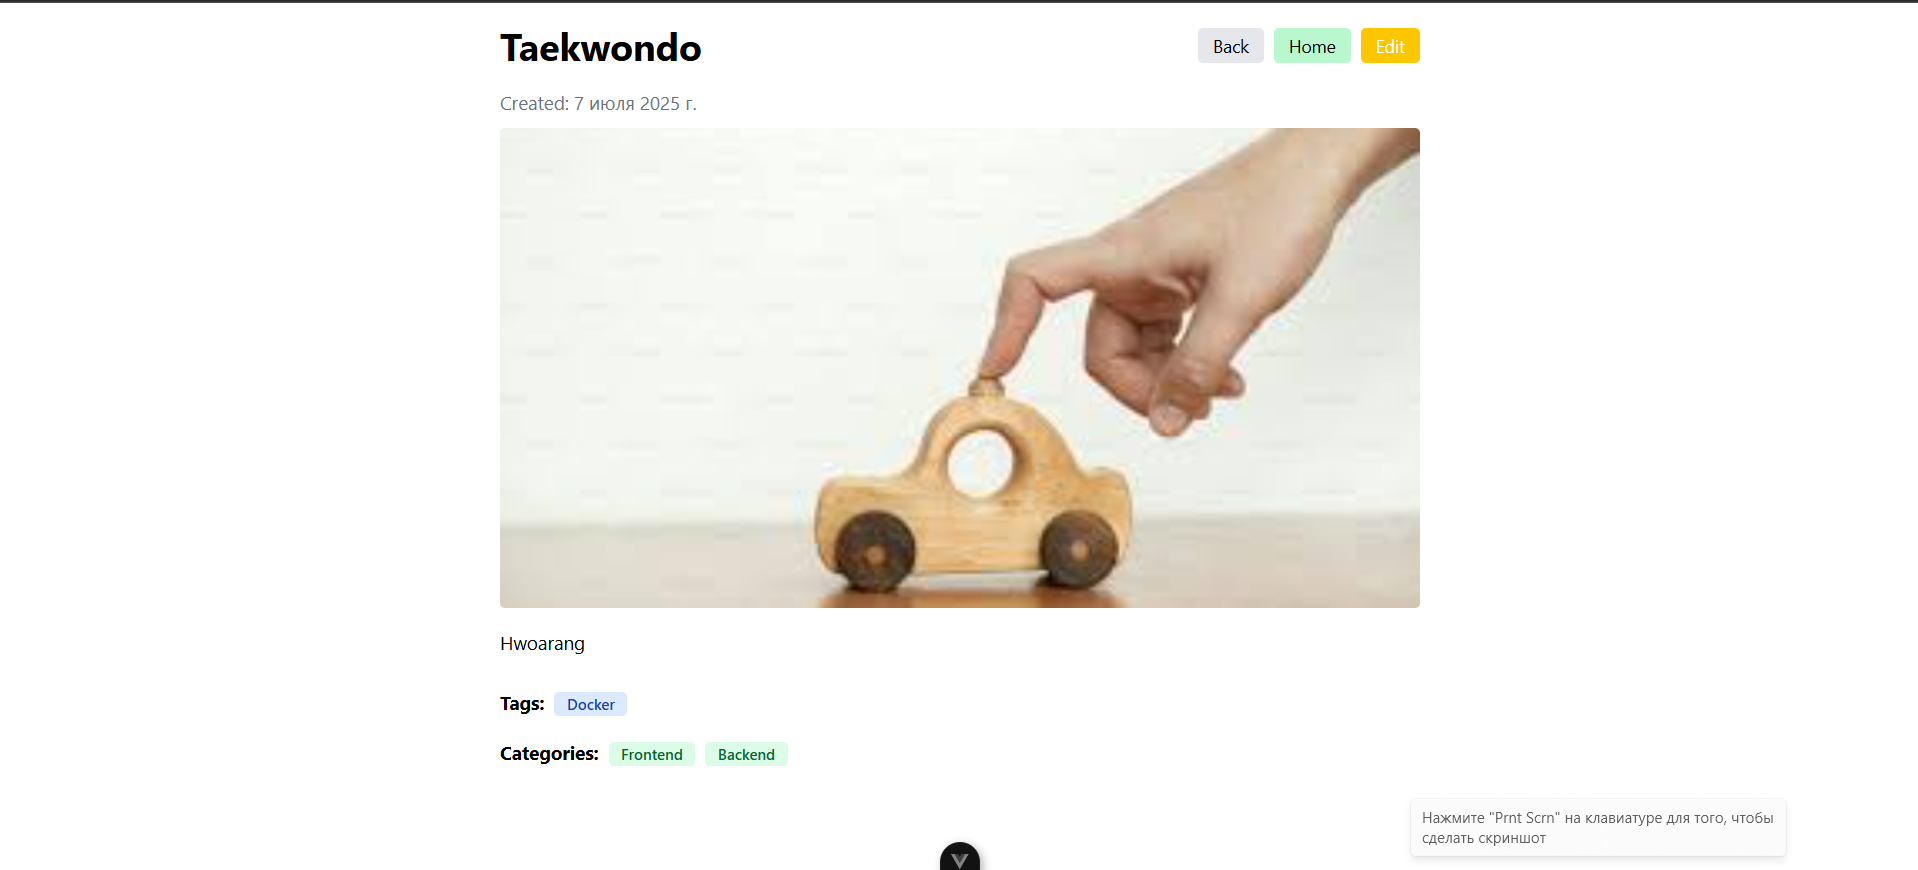 Taekwondo
Back
Home
Edit
Created: 7 июля 2025 г.
Hwoarang
Tags: Docker
Categories: Frontend Backend
Нажмите "Prnt Scrn" на клавиатуре для того, чтобы
сделать скриншот